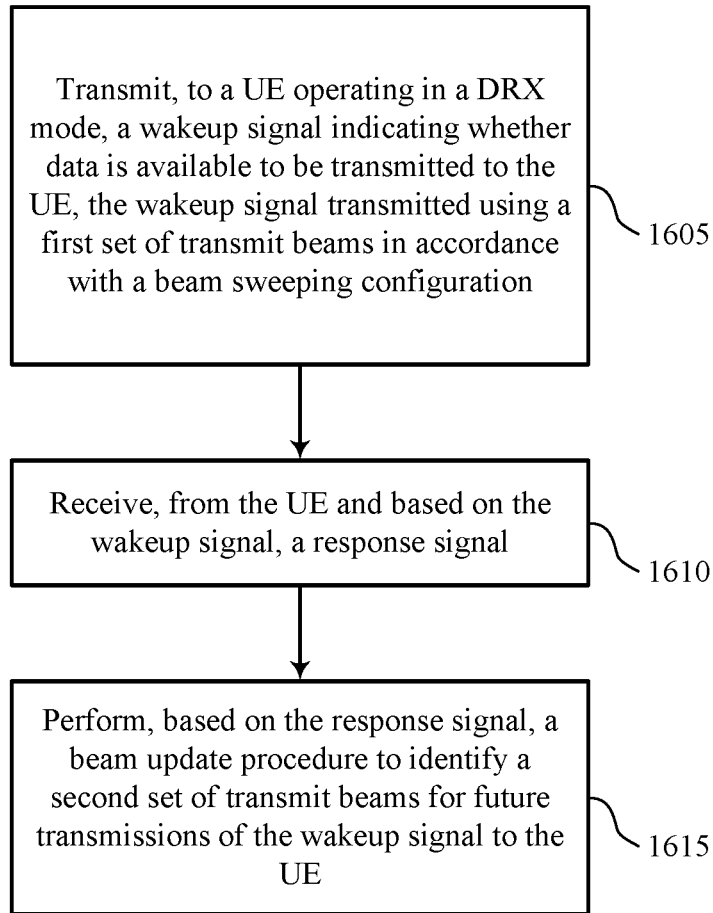 Transmit, to a UE operating in a DRX
mode, a wakeup signal indicating whether
data is available to be transmitted to the
UE, the wakeup signal transmitted using a
first set of transmit beams in accordance
with a beam sweeping configuration
1605
Receive, from the UE and based on the
wakeup signal, a response signal
1610
Perform, based on the response signal, a
beam update procedure to identify a
second set of transmit beams for future
transmissions of the wakeup signal to the
UE
1615